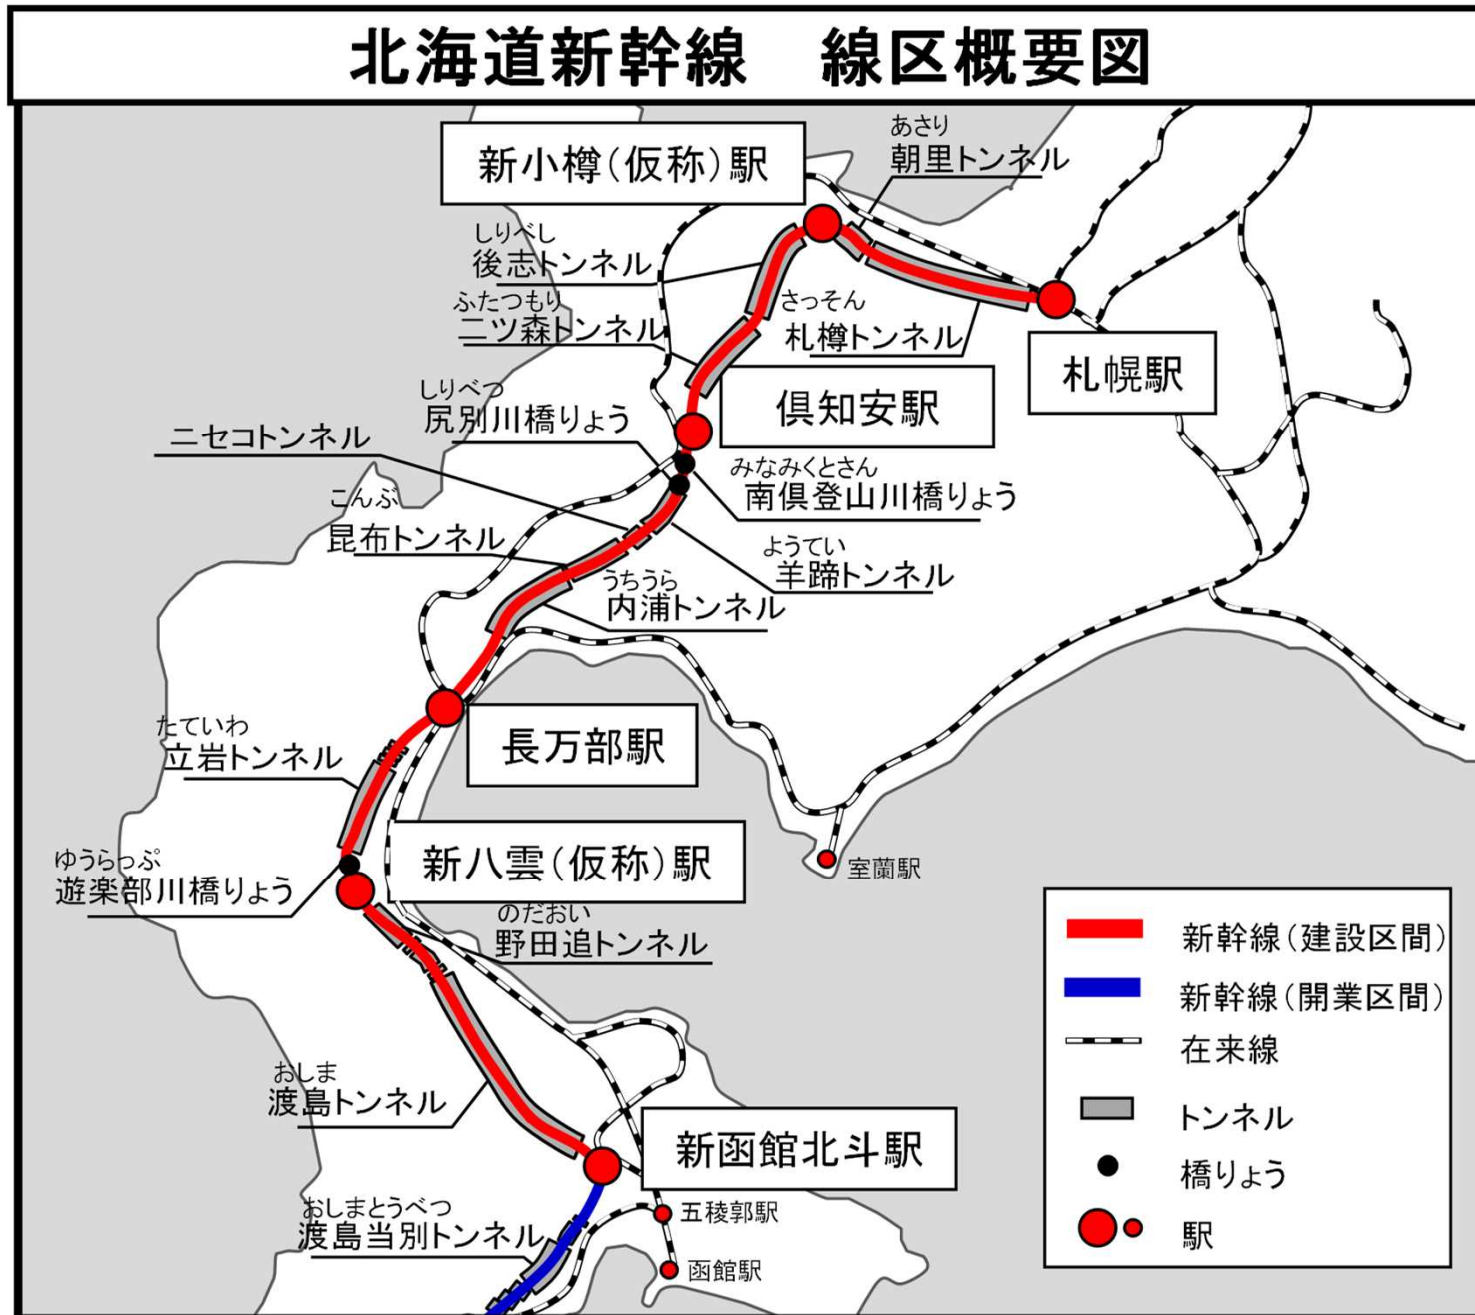 北海道新幹線　線区概要図
あさり
朝里トンネル
新小樽(仮称)駅
しりべし
後志トンネル
ふたつもり
二ツ森トンネル
さっそん
札樽トンネル
札幌駅
倶知安駅
しりべつ
尻別川橋りょう
ニセコトンネル
みなみくとさん
南倶登山川橋りょう
こんぶ
昆布トンネル
ようてい
羊蹄トンネル
うちうら
内浦トンネル
長万部駅
たていわ
立岩トンネル
新八雲(仮称)駅
ゆうらっぷ
遊楽部川橋りょう
室蘭駅
のだおい
野田追トンネル
おしま
渡島トンネル
新函館北斗駅
おしまとうべつ
渡島当別トンネル
五稜郭駅
函館駅
新幹線(建設区間)
新幹線(開業区間)
在来線
トンネル
橋りょう
駅